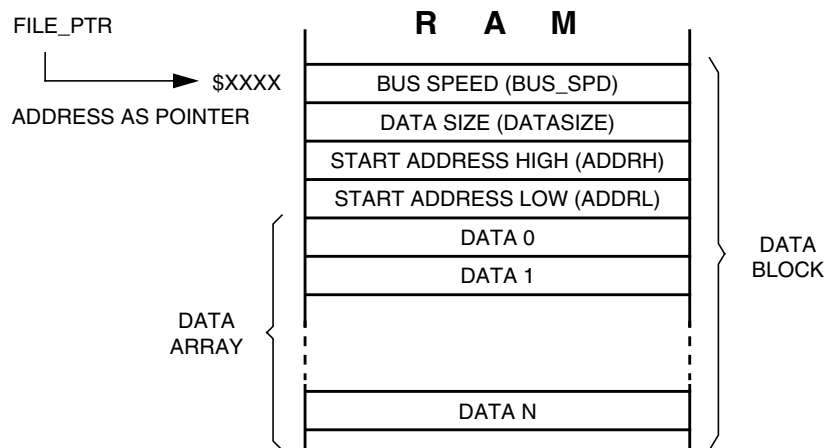 R A M
FILE_PTR
$XXXX
ADDRESS AS POINTER
BUS SPEED (BUS_SPD)
DATA SIZE (DATASIZE)
START ADDRESS HIGH (ADDRH)
START ADDRESS LOW (ADDRL)
DATA 0
DATA 1
DATA
ARRAY
DATA N
DATA
BLOCK